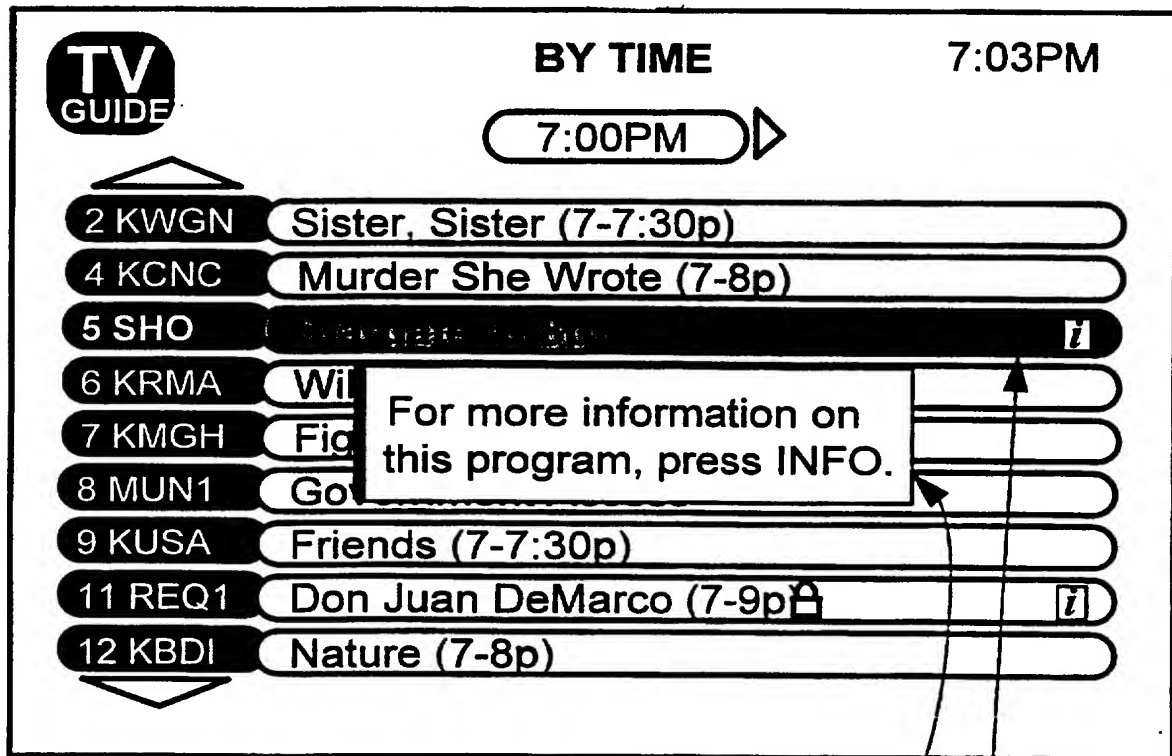 TV
GUIDE
BY TIME
7:03PM
7:00PM
2 KWGN Sister, Sister (7-7:30p)
4 KCNC Murder She Wrote (7-8p)
5 SHO i
6 KRMA Wil
7 KMGH Fig
8 MUN1
For more information on
this program, press INFO.
9 KUSA Friends (7-7:30p)
11 REQ1 Don Juan DeMarco (7-9p) i
12 KBDI Nature (7-8p)